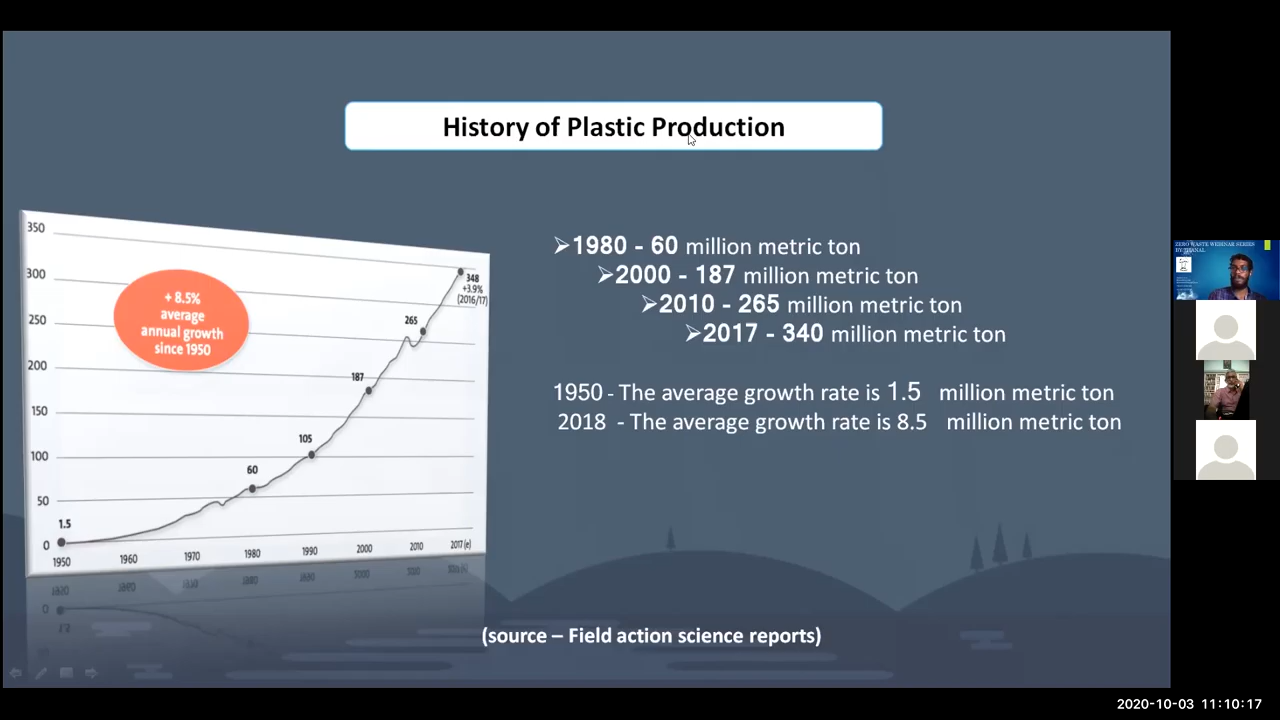 History of Plastic Production
350
300
250
200
150
100
50
0
+ 8.5%
average
annual growth
since 1950
1.5
60
105
187
265
348
+3.9%
(2016/17)
1950 1960 1970 1980 1990 2000 2010 2017 (e)
➢1980 - 60 million metric ton
➢2000 - 187 million metric ton
➢2010 - 265 million metric ton
➢2017 - 340 million metric ton
1950 - The average growth rate is 1.5 million metric ton
2018 - The average growth rate is 8.5 million metric ton
(source – Field action science reports)
ZERO WASTE WEBINAR SERIES
2020-10-03 11:10:17